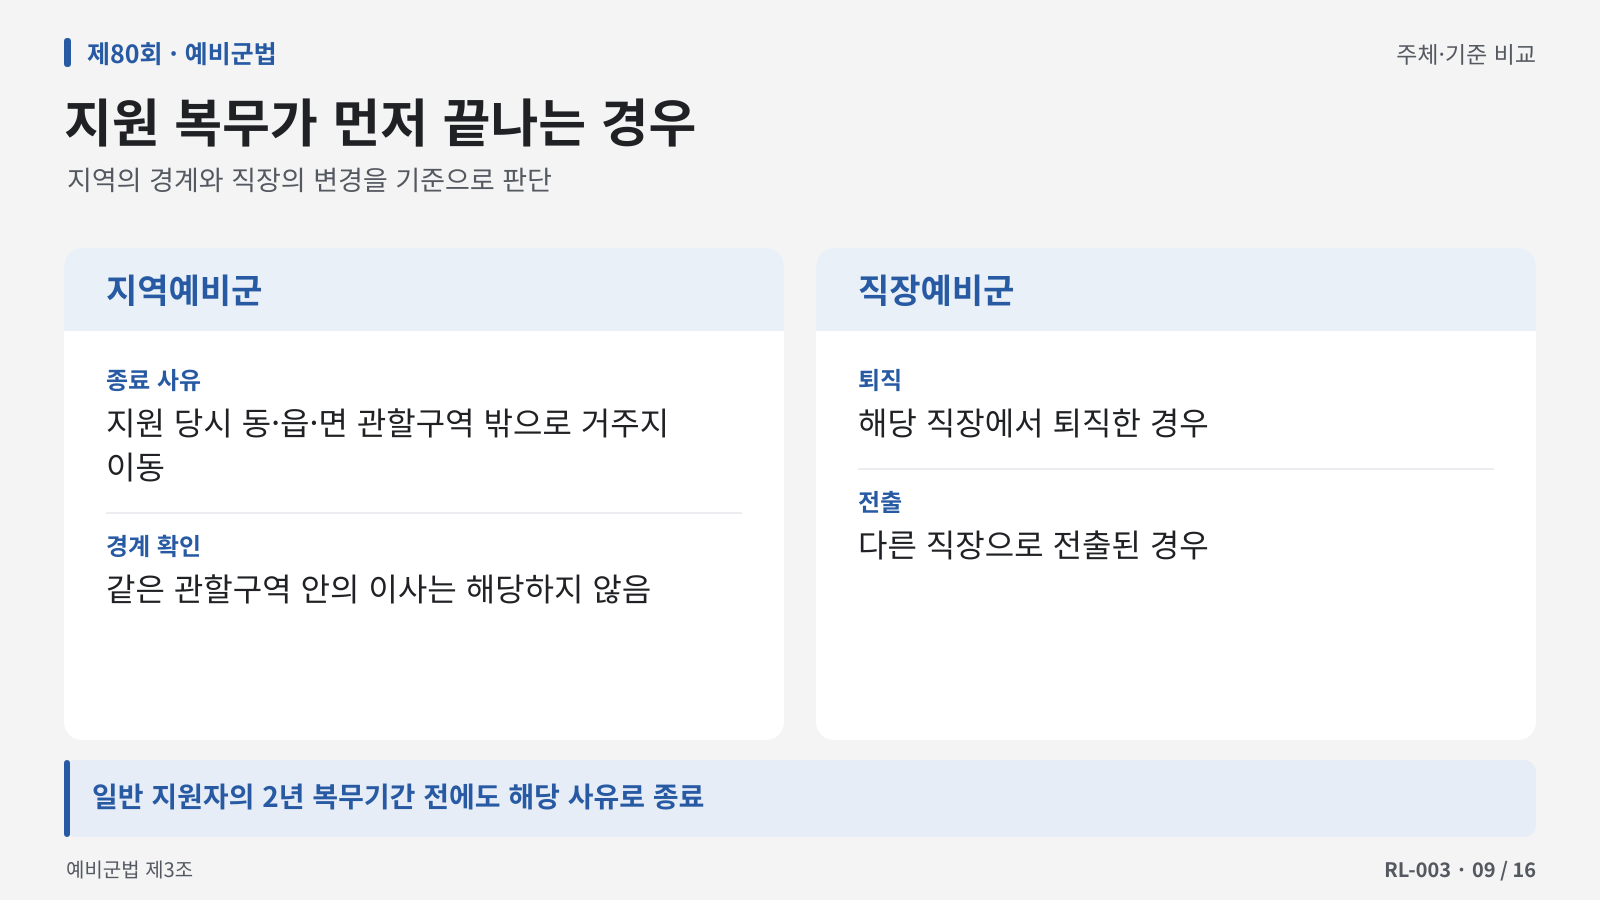 제80회 · 예비군법
주체·기준 비교
지원 복무가 먼저 끝나는 경우
지역의 경계와 직장의 변경을 기준으로 판단
지역예비군
종료 사유
지원 당시 동·읍·면 관할구역 밖으로 거주지
이동
경계 확인
같은 관할구역 안의 이사는 해당하지 않음
직장예비군
퇴직
해당 직장에서 퇴직한 경우
전출
다른 직장으로 전출된 경우
일반 지원자의 2년 복무기간 전에도 해당 사유로 종료
예비군법 제3조
RL-003 · 09 / 16